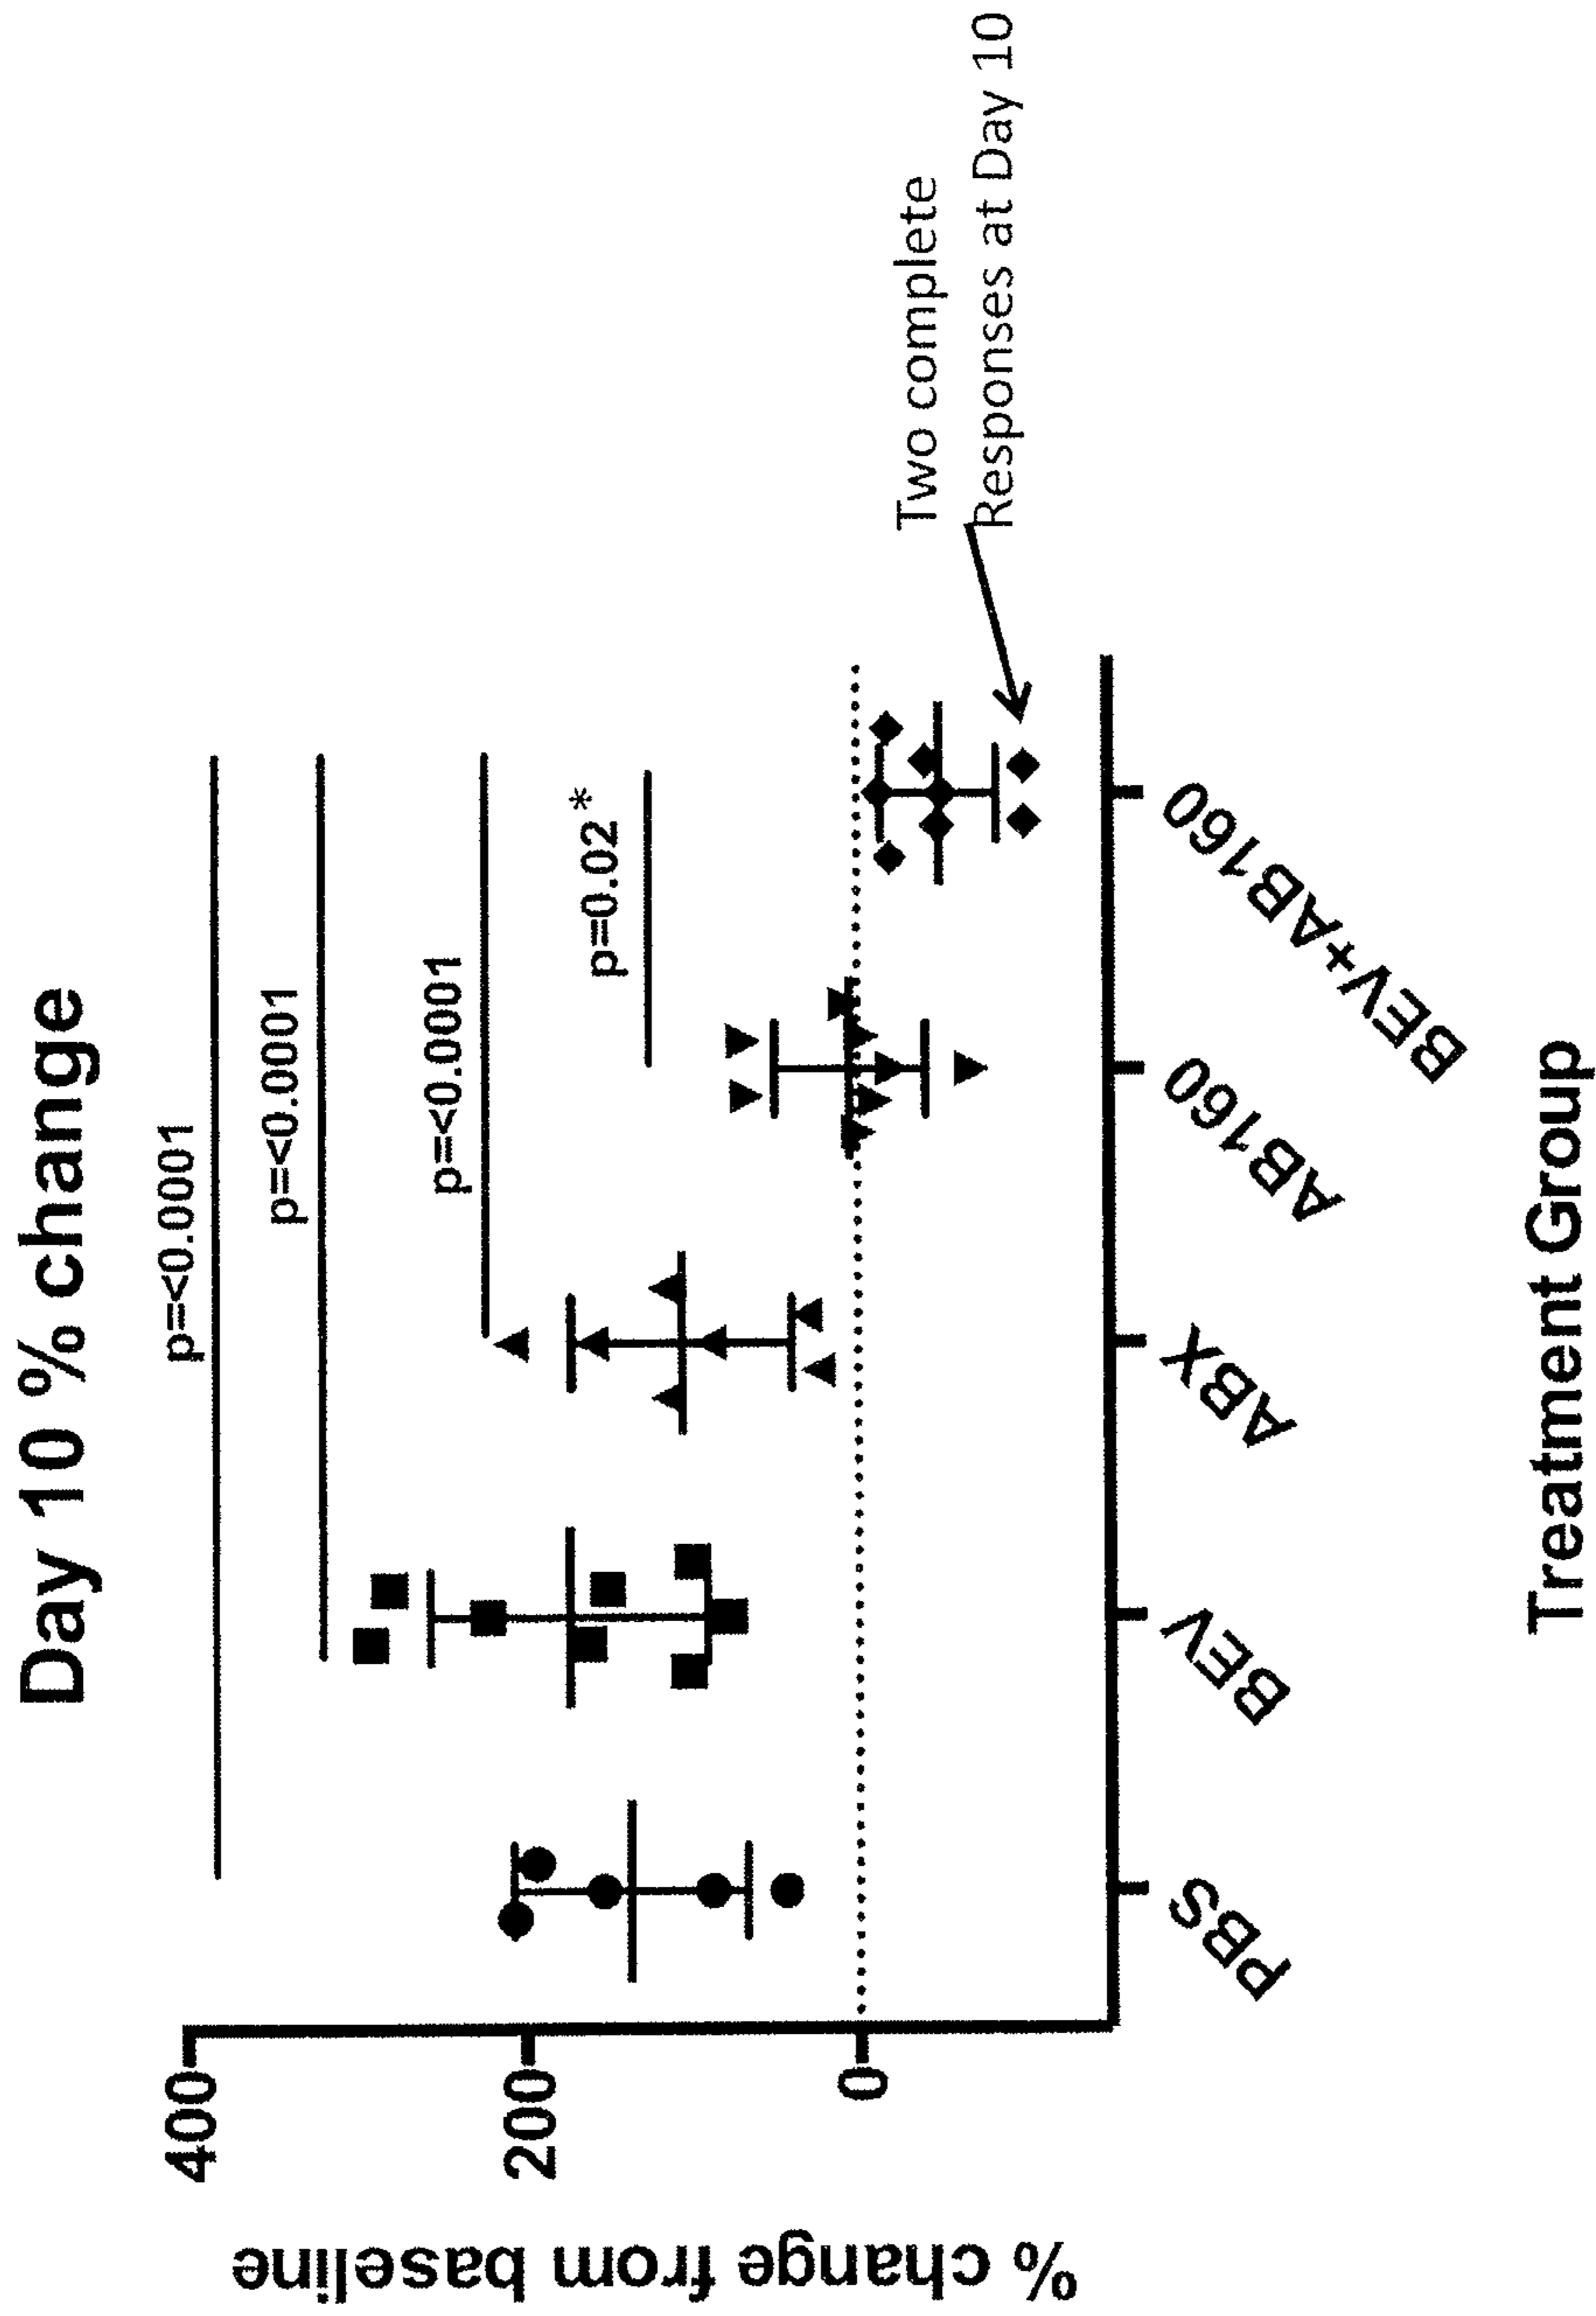 Day 10 % change
p=<0.0001
p=<0.0001
p=<0.0001
p=0.02*
400
200
0
% change from baseline
Two complete
Responses at Day 10
PBS
BEV
ABX
AB160
BEV+AB160
Treatment Group